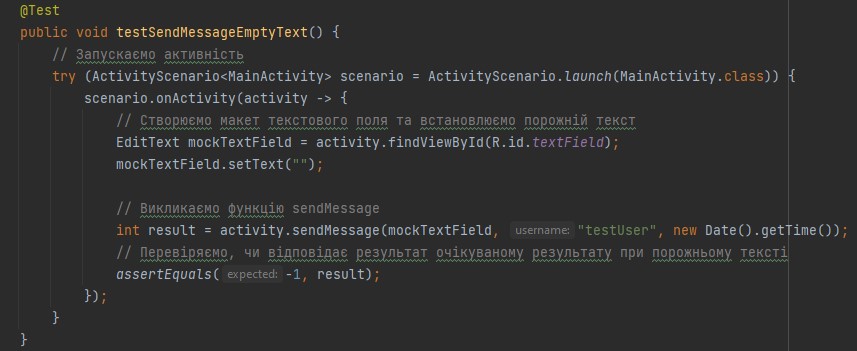 @Test
public void testSendMessageEmptyText() {
// Запускаємо активність
try (ActivityScenario<MainActivity> scenario = ActivityScenario.launch(MainActivity.class)) {
scenario.onActivity(activity -> {
// Створюємо макет текстового поля та встановлюємо порожній текст
EditText mockTextField = activity.findViewById(R.id.textField);
mockTextField.setText("");
// Викликаємо функцію sendMessage
int result = activity.sendMessage(mockTextField, username: "testUser", new Date().getTime());
// Перевіряємо, чи відповідає результат очікуваному результату при порожньому тексті
assertEquals( expected: -1, result);
});
}
}